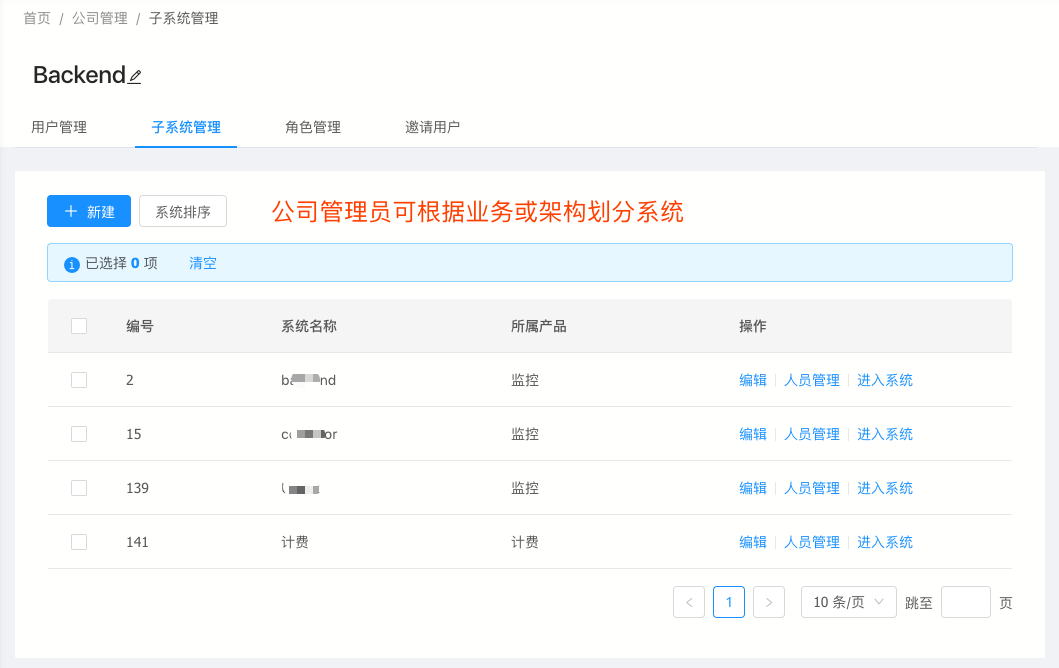 首页 / 公司管理 / 子系统管理
Backend
用户管理 子系统管理 角色管理 邀请用户
新建 系统排序 公司管理员可根据业务或架构划分系统
已选择 0 项 清空
编号 系统名称 所属产品 操作
2 监控 编辑 人员管理 进入系统
15 监控 编辑 人员管理 进入系统
139 监控 编辑 人员管理 进入系统
141 计费 计费 编辑 人员管理 进入系统
< 1 > 10 条/页 跳至 页